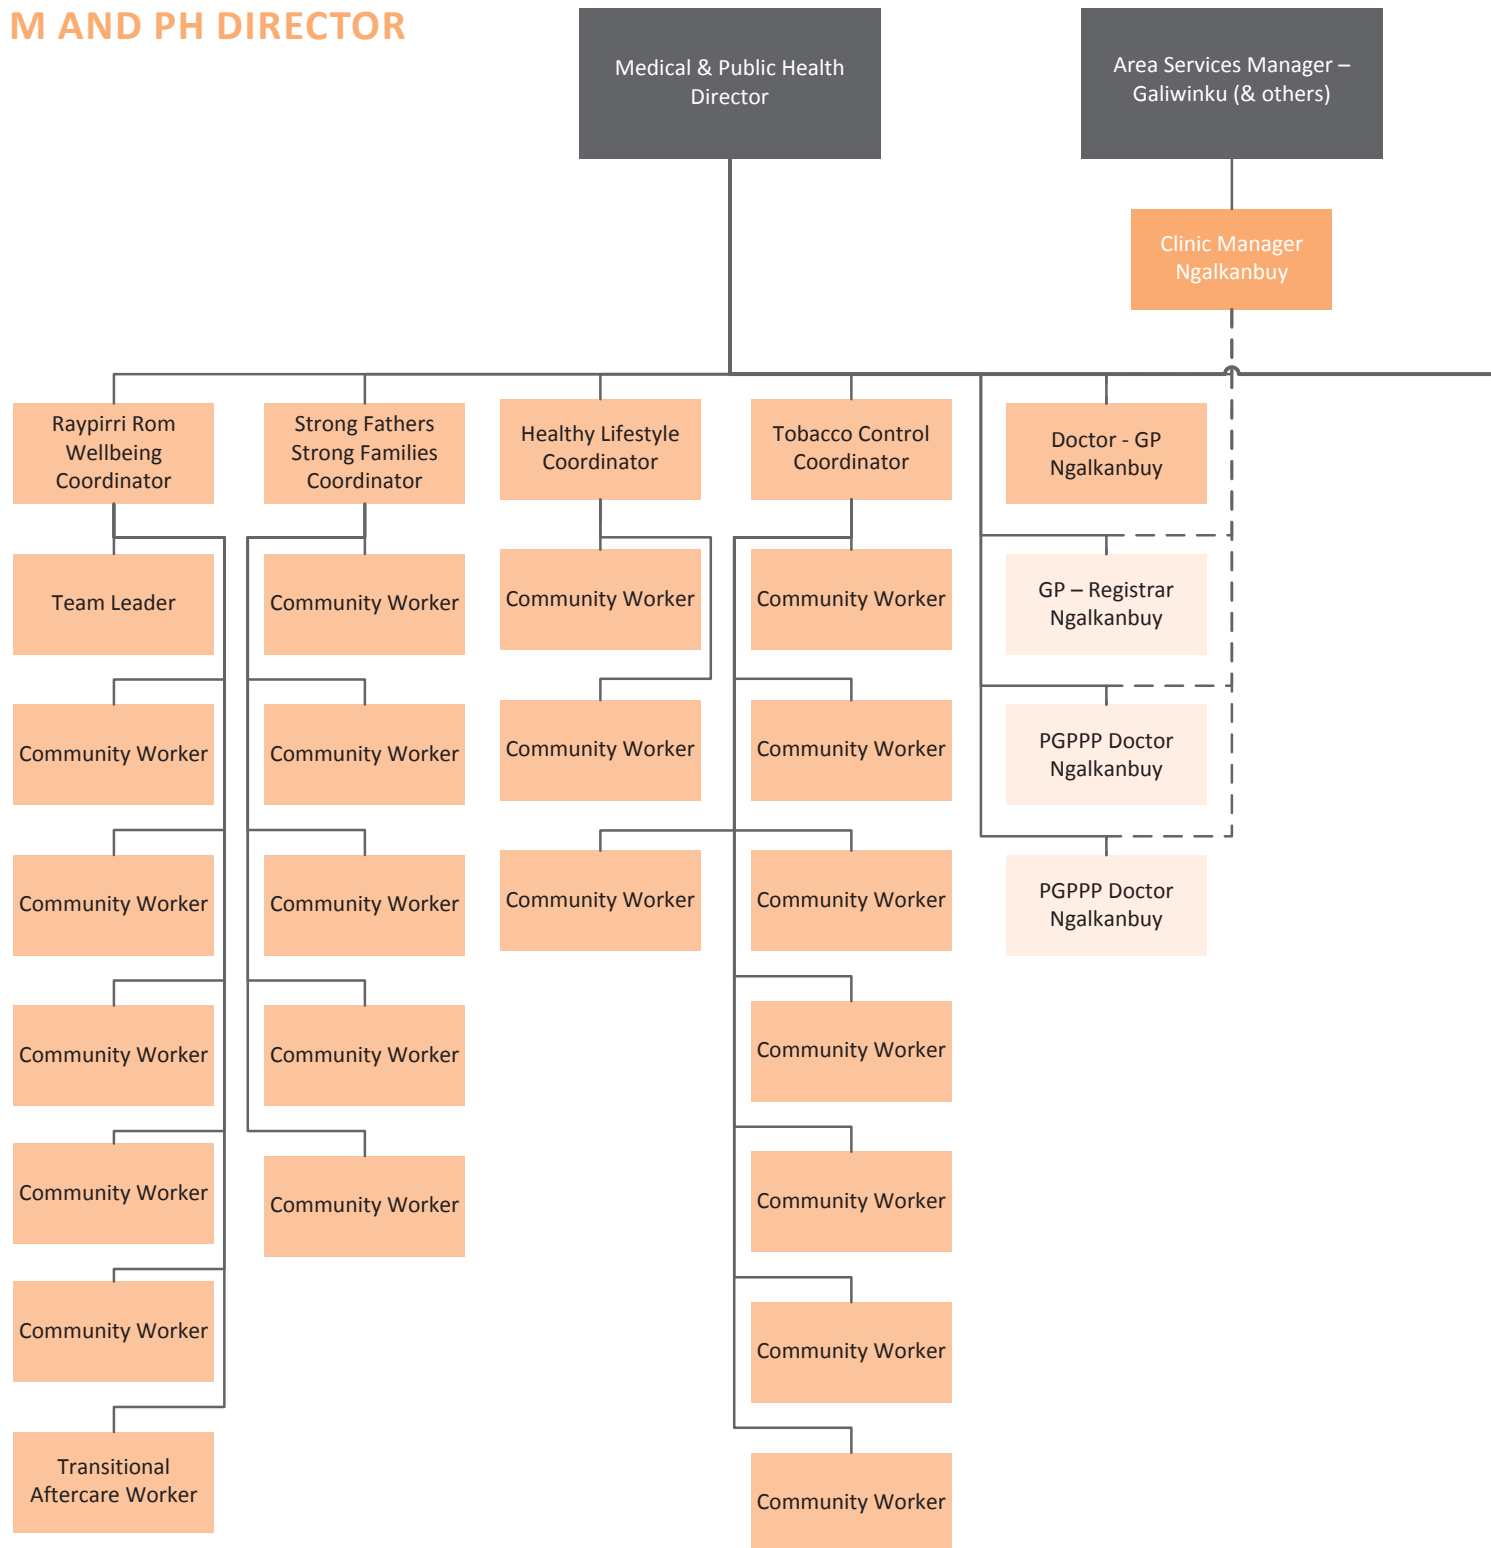 M AND PH DIRECTOR
Medical & Public Health
Director
Area Services Manager –
Galiwinku (& others)
Clinic Manager
Ngalkanbuy
Raypirri Rom
Wellbeing
Coordinator
Strong Fathers
Strong Families
Coordinator
Healthy Lifestyle
Coordinator
Tobacco Control
Coordinator
Doctor - GP
Ngalkanbuy
Team Leader
Community Worker
Community Worker
Community Worker
GP – Registrar
Ngalkanbuy
Community Worker
Community Worker
Community Worker
Community Worker
PGPPP Doctor
Ngalkanbuy
Community Worker
Community Worker
Community Worker
Community Worker
PGPPP Doctor
Ngalkanbuy
Community Worker
Community Worker
Community Worker
Community Worker
Community Worker
Community Worker
Community Worker
Community Worker
Transitional
Aftercare Worker
Community Worker